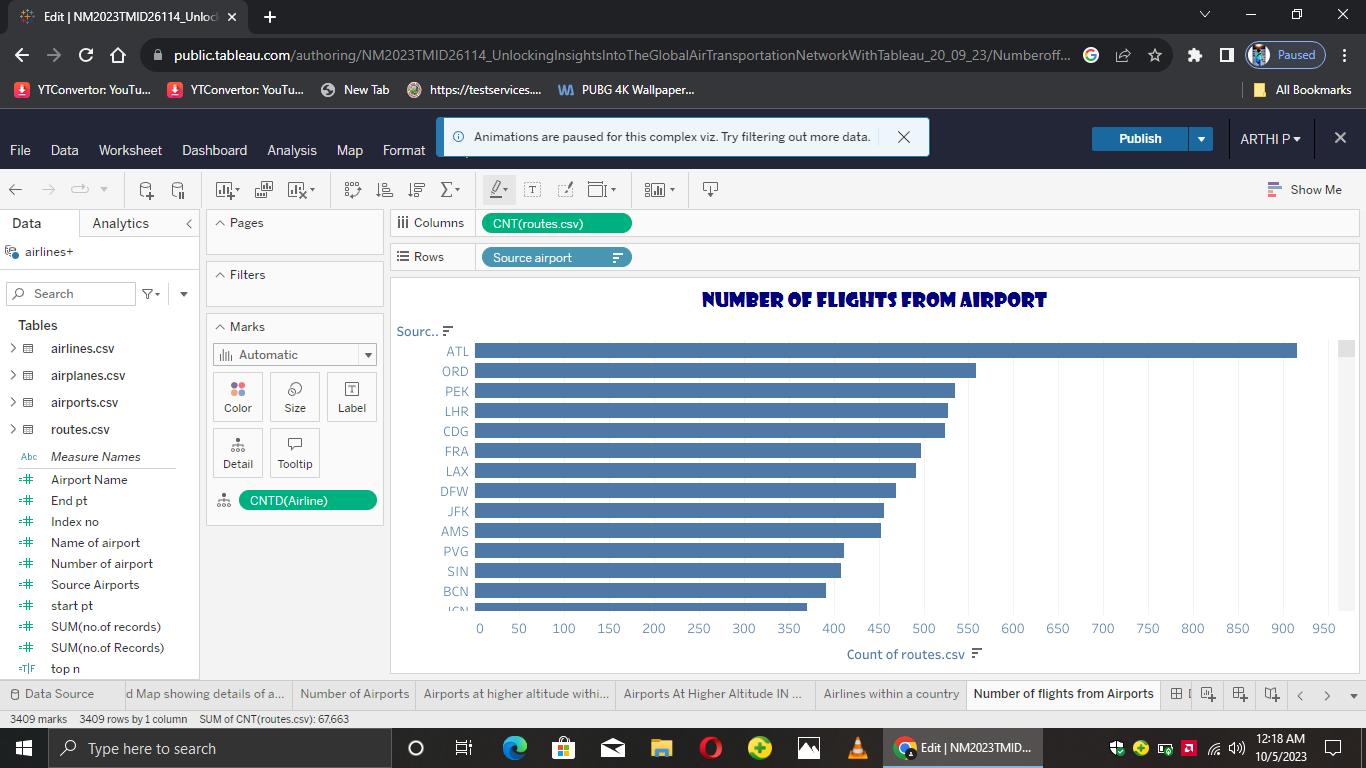 Edit | NM2023TMID26114_Unloc
public.tableau.com/authoring/NM2023TMID26114_UnlockingInsightsIntoTheGlobalAirTransportationNetworkWithTableau_20_09_23/Numberoff...
Paused
YTConvertor: YouTu...
YTConvertor: YouTu...
New Tab
https://testservices....
PUBG 4K Wallpaper...
All Bookmarks
Animations are paused for this complex viz. Try filtering out more data.
Publish
ARTHI P
File Data Worksheet Dashboard Analysis Map Format
Show Me
Data Analytics
Pages
Columns
CNT(routes.csv)
airlines+
Rows
Source airport
Filters
Search
Tables
airlines.csv
airplanes.csv
airports.csv
routes.csv
Abc Measure Names
Airport Name
End pt
Index no
Name of airport
Number of airport
Source Airports
start pt
SUM(no.of records)
SUM(no.of Records)
T|F top n
Marks
Automatic
Color Size Label
Detail Tooltip
CNTD(Airline)
NUMBER OF FLIGHTS FROM AIRPORT
Sourc..
ATL
ORD
PEK
LHR
CDG
FRA
LAX
DFW
JFK
AMS
PVG
SIN
BCN
ICN
0 50 100 150 200 250 300 350 400 450 500 550 600 650 700 750 800 850 900 950
Count of routes.csv
Data Source
d Map showing details of a...
Number of Airports
Airports at higher altitude withi...
Airports At Higher Altitude IN ...
Airlines within a country
Number of flights from Airports
3409 marks 3409 rows by 1 column SUM of CNT(routes.csv): 67,663
Type here to search
Edit | NM2023TMID...
12:18 AM
10/5/2023